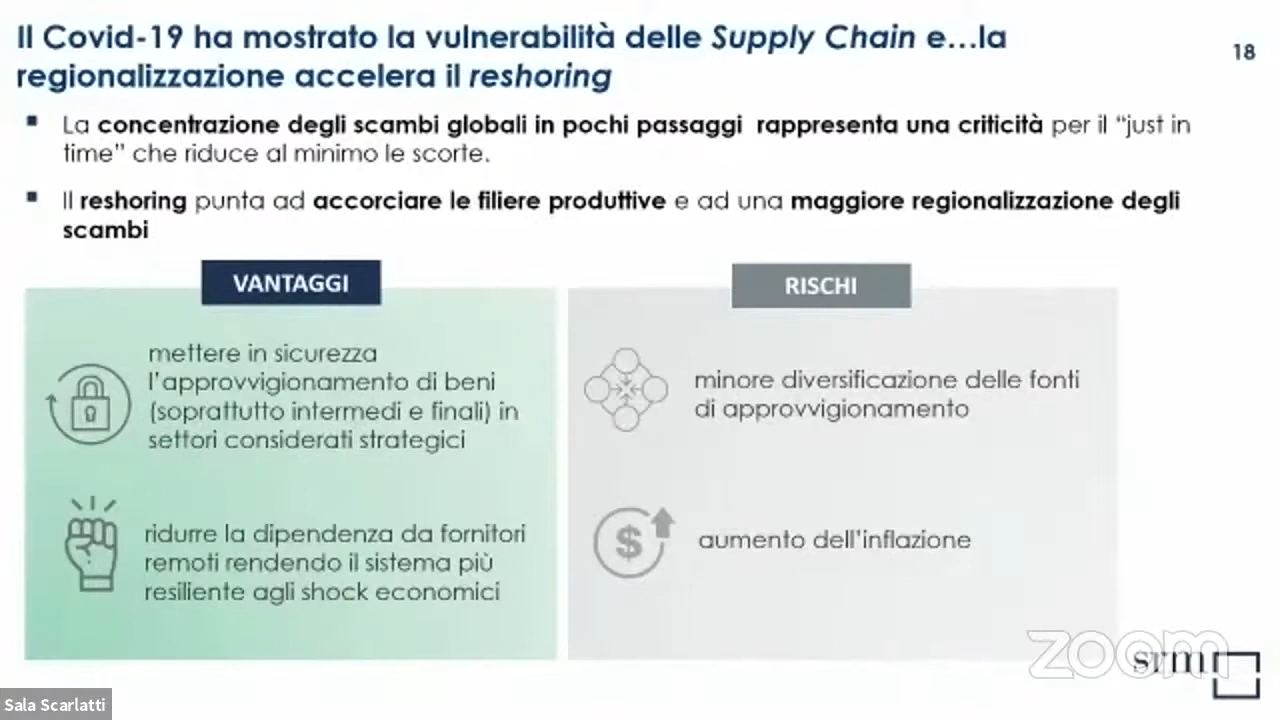 Il Covid-19 ha mostrato la vulnerabilità delle Supply Chain e...la
regionalizzazione accelera il reshoring
18
▪ La concentrazione degli scambi globali in pochi passaggi rappresenta una criticità per il “just in
time” che riduce al minimo le scorte.
▪ Il reshoring punta ad accorciare le filiere produttive e ad una maggiore regionalizzazione degli
scambi
VANTAGGI
mettere in sicurezza
l’approvvigionamento di beni
(soprattutto intermedi e finali) in
settori considerati strategici
ridurre la dipendenza da fornitori
remoti rendendo il sistema più
resiliente agli shock economici
RISCHI
minore diversificazione delle fonti
di approvvigionamento
$
aumento dell’inflazione
zoom
srm
Sala Scarlatti